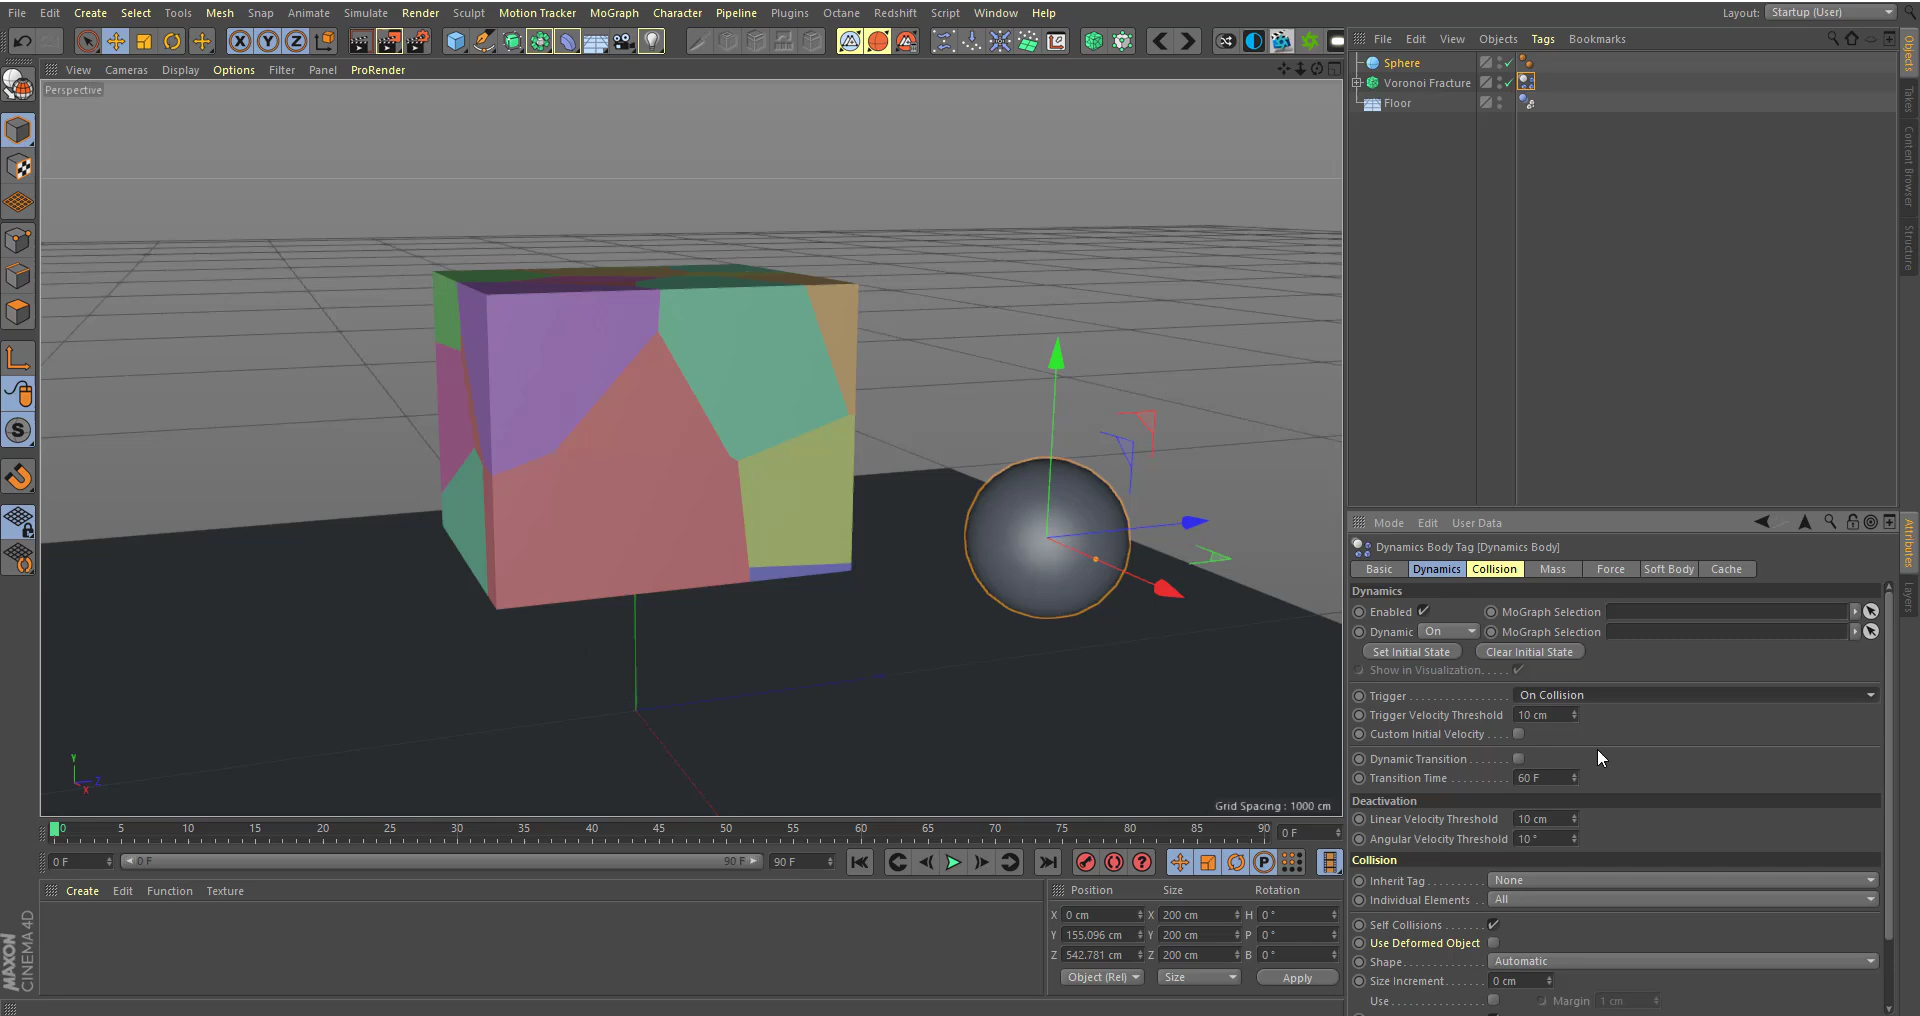 File Edit Create Select Tools Mesh Snap Animate Simulate Render Sculpt Motion Tracker MoGraph Character Pipeline Plugins Octane Redshift Script Window Help Layout: Startup (User)
X Y Z
File Edit View Objects Tags Bookmarks
View Cameras Display Options Filter Panel ProRender
Perspective
Sphere
Voronoi Fracture
Floor
Objects
Takes
Content Browser
Structure
Mode Edit User Data
Dynamics Body Tag [Dynamics Body]
Basic Dynamics Collision Mass Force Soft Body Cache
Attributes
Layers
Dynamics
Enabled MoGraph Selection
Dynamic On MoGraph Selection
Set Initial State Clear Initial State
Show in Visualization
Trigger On Collision
Trigger Velocity Threshold 10 cm
Custom Initial Velocity
Dynamic Transition
Transition Time 60 F
Deactivation
Linear Velocity Threshold 10 cm
Angular Velocity Threshold 10 °
Collision
Inherit Tag None
Individual Elements All
Self Collisions
Use Deformed Object
Shape Automatic
Size Increment 0 cm
Use Margin 1 cm
Y
Z
X
Grid Spacing : 1000 cm
0 5 10 15 20 25 30 35 40 45 50 55 60 65 70 75 80 85 90 0 F
0 F 0 F 90 F 90 F
P
Create Edit Function Texture
Position Size Rotation
X 0 cm X 200 cm H 0 °
Y 155.096 cm Y 200 cm P 0 °
Z 542.781 cm Z 200 cm B 0 °
Object (Rel) Size Apply
MAXON
CINEMA 4D